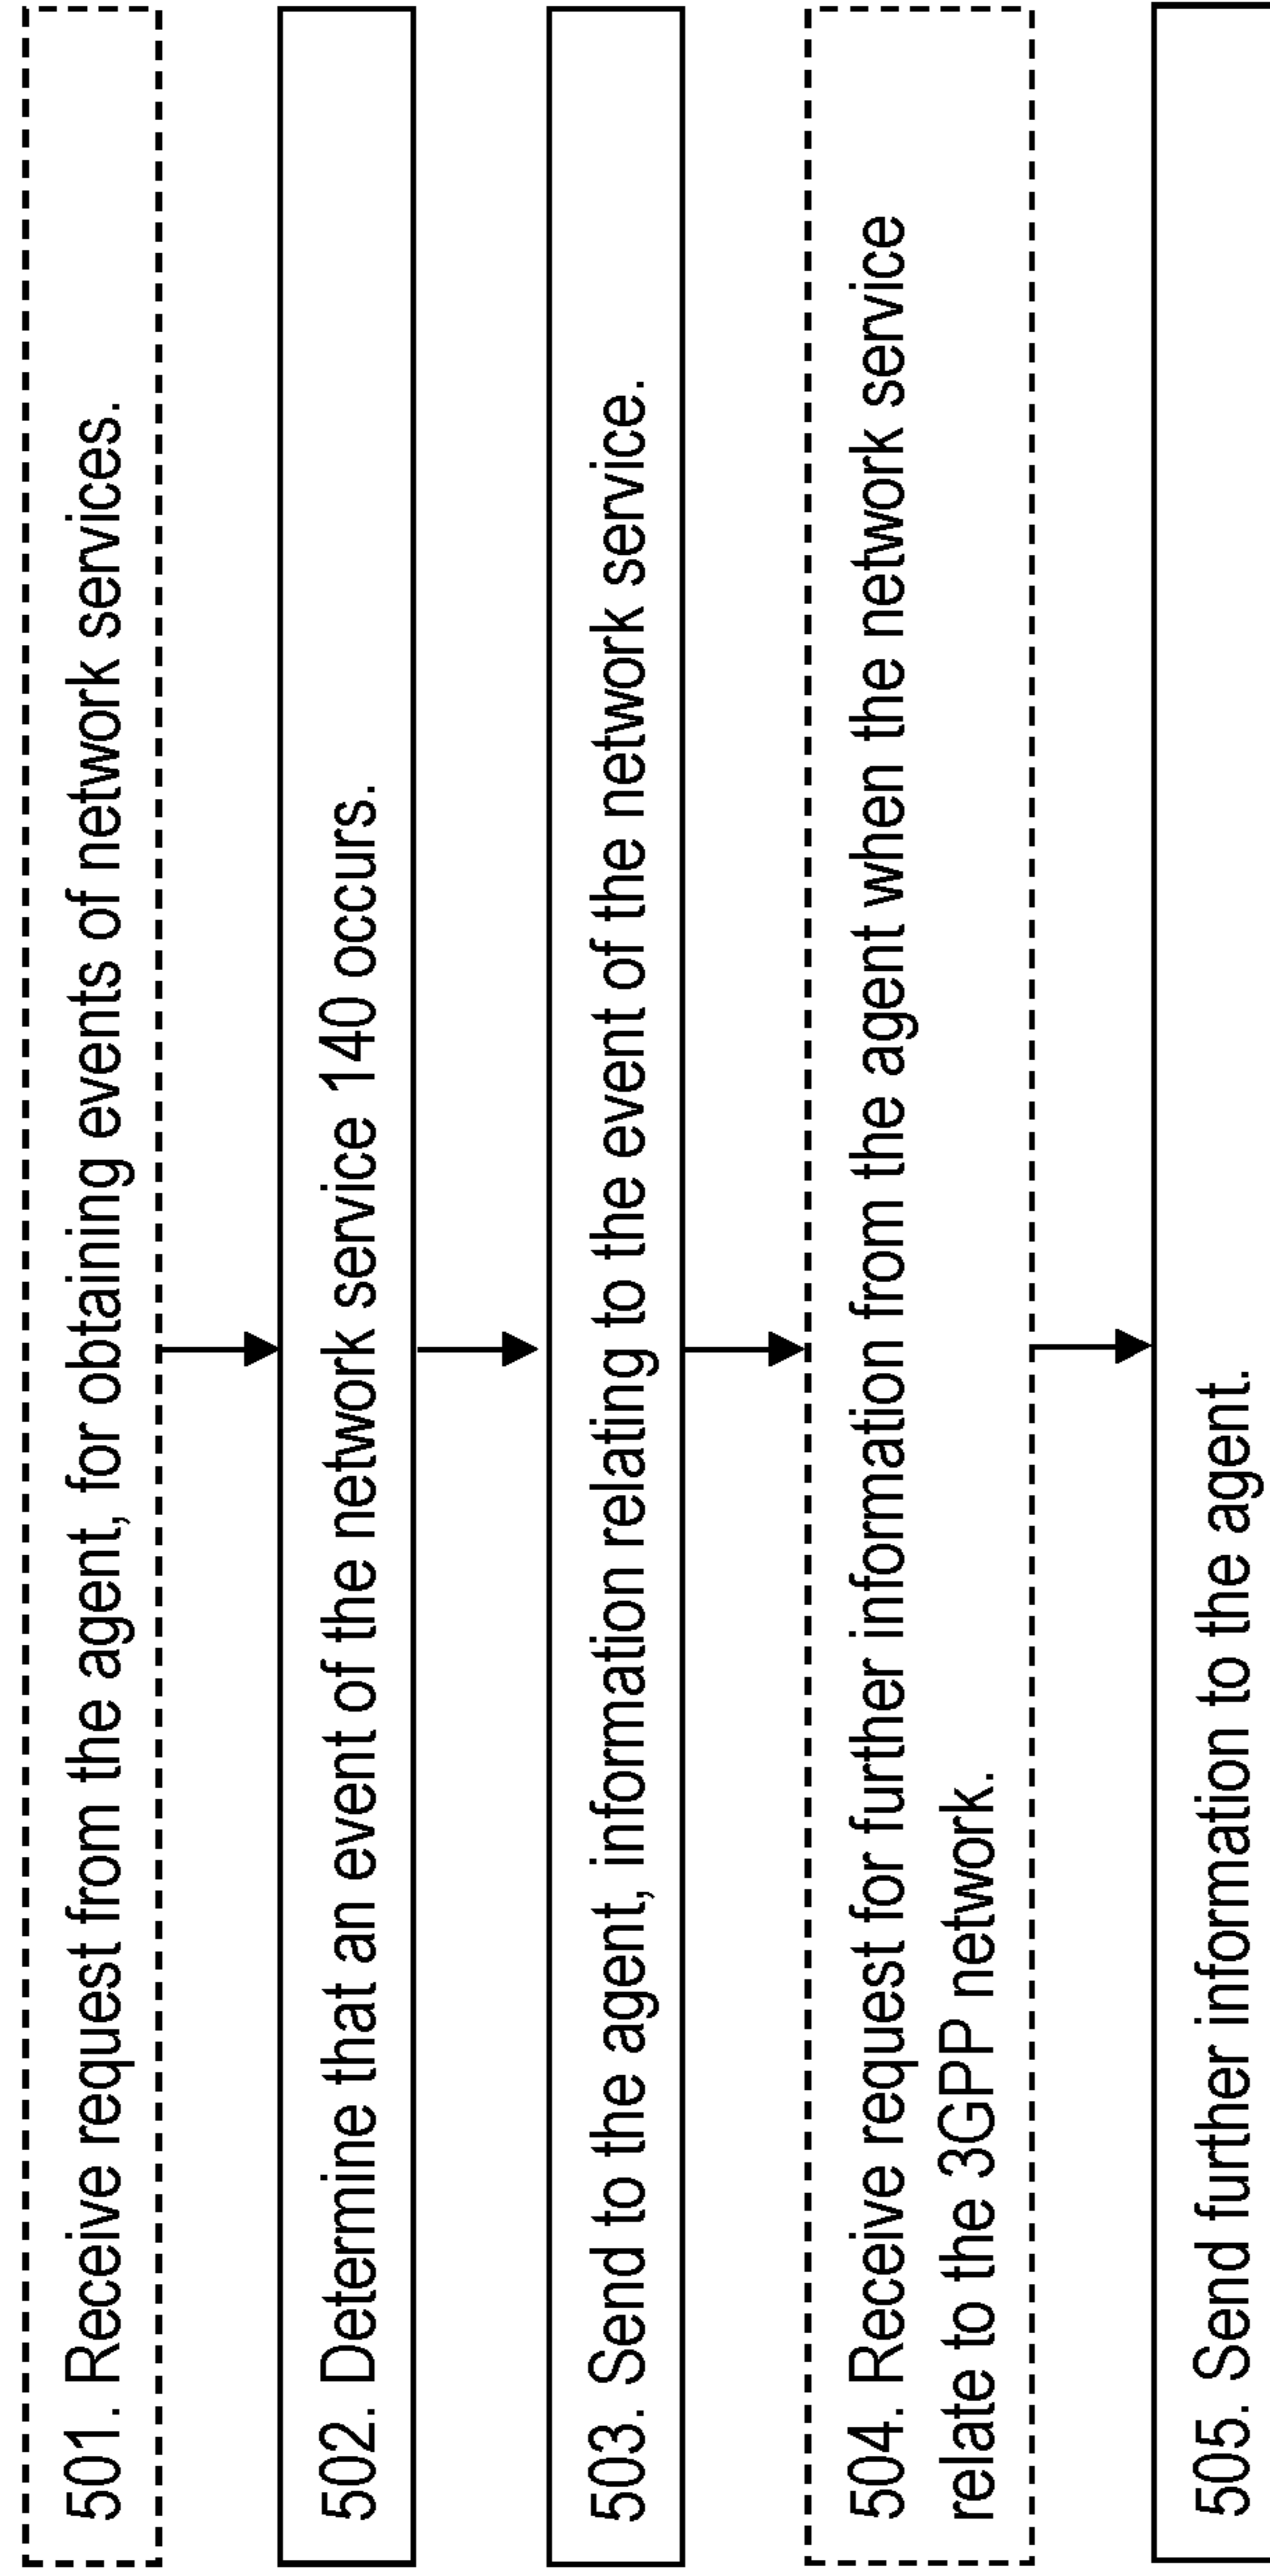 501. Receive request from the agent, for obtaining events of network services.
502. Determine that an event of the network service 140 occurs.
503. Send to the agent, information relating to the event of the network service.
504. Receive request for further information from the agent when the network service
relate to the 3GPP network.
505. Send further information to the agent.